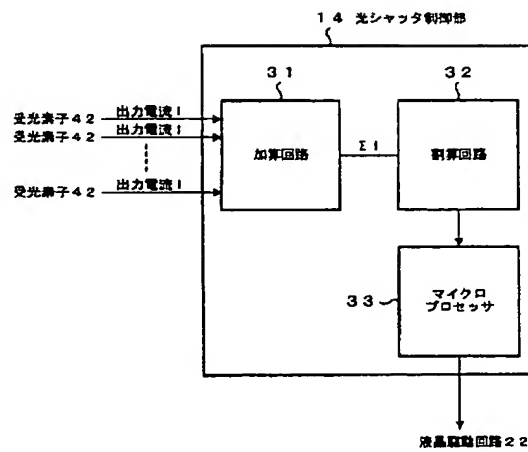 14 光シャッタ制御部
31
32
受光素子42 出力電流I
受光素子42 出力電流I
受光素子42 出力電流I
加算回路
ΣI
割算回路
33
マイクロ
プロセッサ
液晶駆動回路22